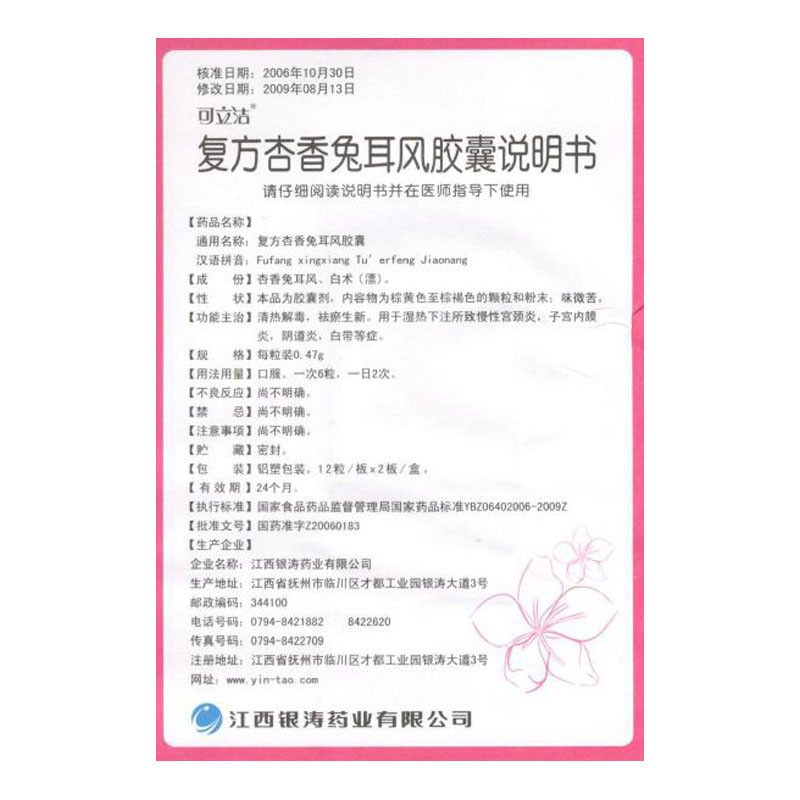 核准日期：2006年10月30日
修改日期：2009年08月13日
可立洁®
复方杏香兔耳风胶囊说明书
请仔细阅读说明书并在医师指导下使用
【药品名称】
通用名称：复方杏香兔耳风胶囊
汉语拼音：Fufang xingxiang Tu'erfeng Jiaonang
【成　份】杏香兔耳风、白术（漂）。
【性　状】本品为胶囊剂，内容物为棕黄色至棕褐色的颗粒和粉末；味微苦。
【功能主治】清热解毒，祛瘀生新。用于湿热下注所致慢性宫颈炎，子宫内膜
炎，阴道炎，白带等症。
【规　格】每粒装0.47g
【用法用量】口服。一次6粒，一日2次。
【不良反应】尚不明确。
【禁　忌】尚不明确。
【注意事项】尚不明确。
【贮　藏】密封。
【包　装】铝塑包装。12粒/板x2板/盒。
【有效期】24个月。
【执行标准】国家食品药品监督管理局国家药品标准YBZ06402006-2009Z
【批准文号】国药准字Z20060183
【生产企业】
企业名称：江西银涛药业有限公司
生产地址：江西省抚州市临川区才都工业园银涛大道3号
邮政编码：344100
电话号码：0794-8421882　8422620
传真号码：0794-8422709
注册地址：江西省抚州市临川区才都工业园银涛大道3号
网址：www.yin-tao.com
江西银涛药业有限公司